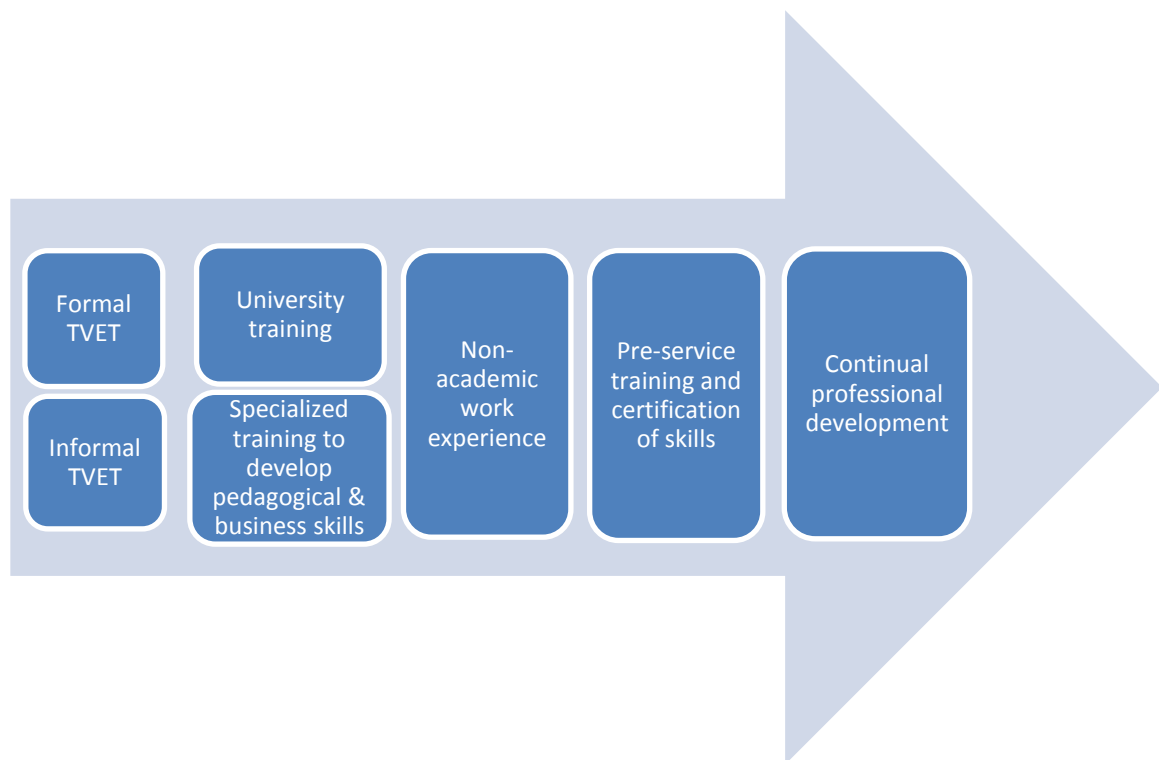 Formal
TVET
Informal
TVET
University
training
Specialized
training to
develop
pedagogical &
business skills
Non-
academic
work
experience
Pre-service
training and
certification
of skills
Continual
professional
development